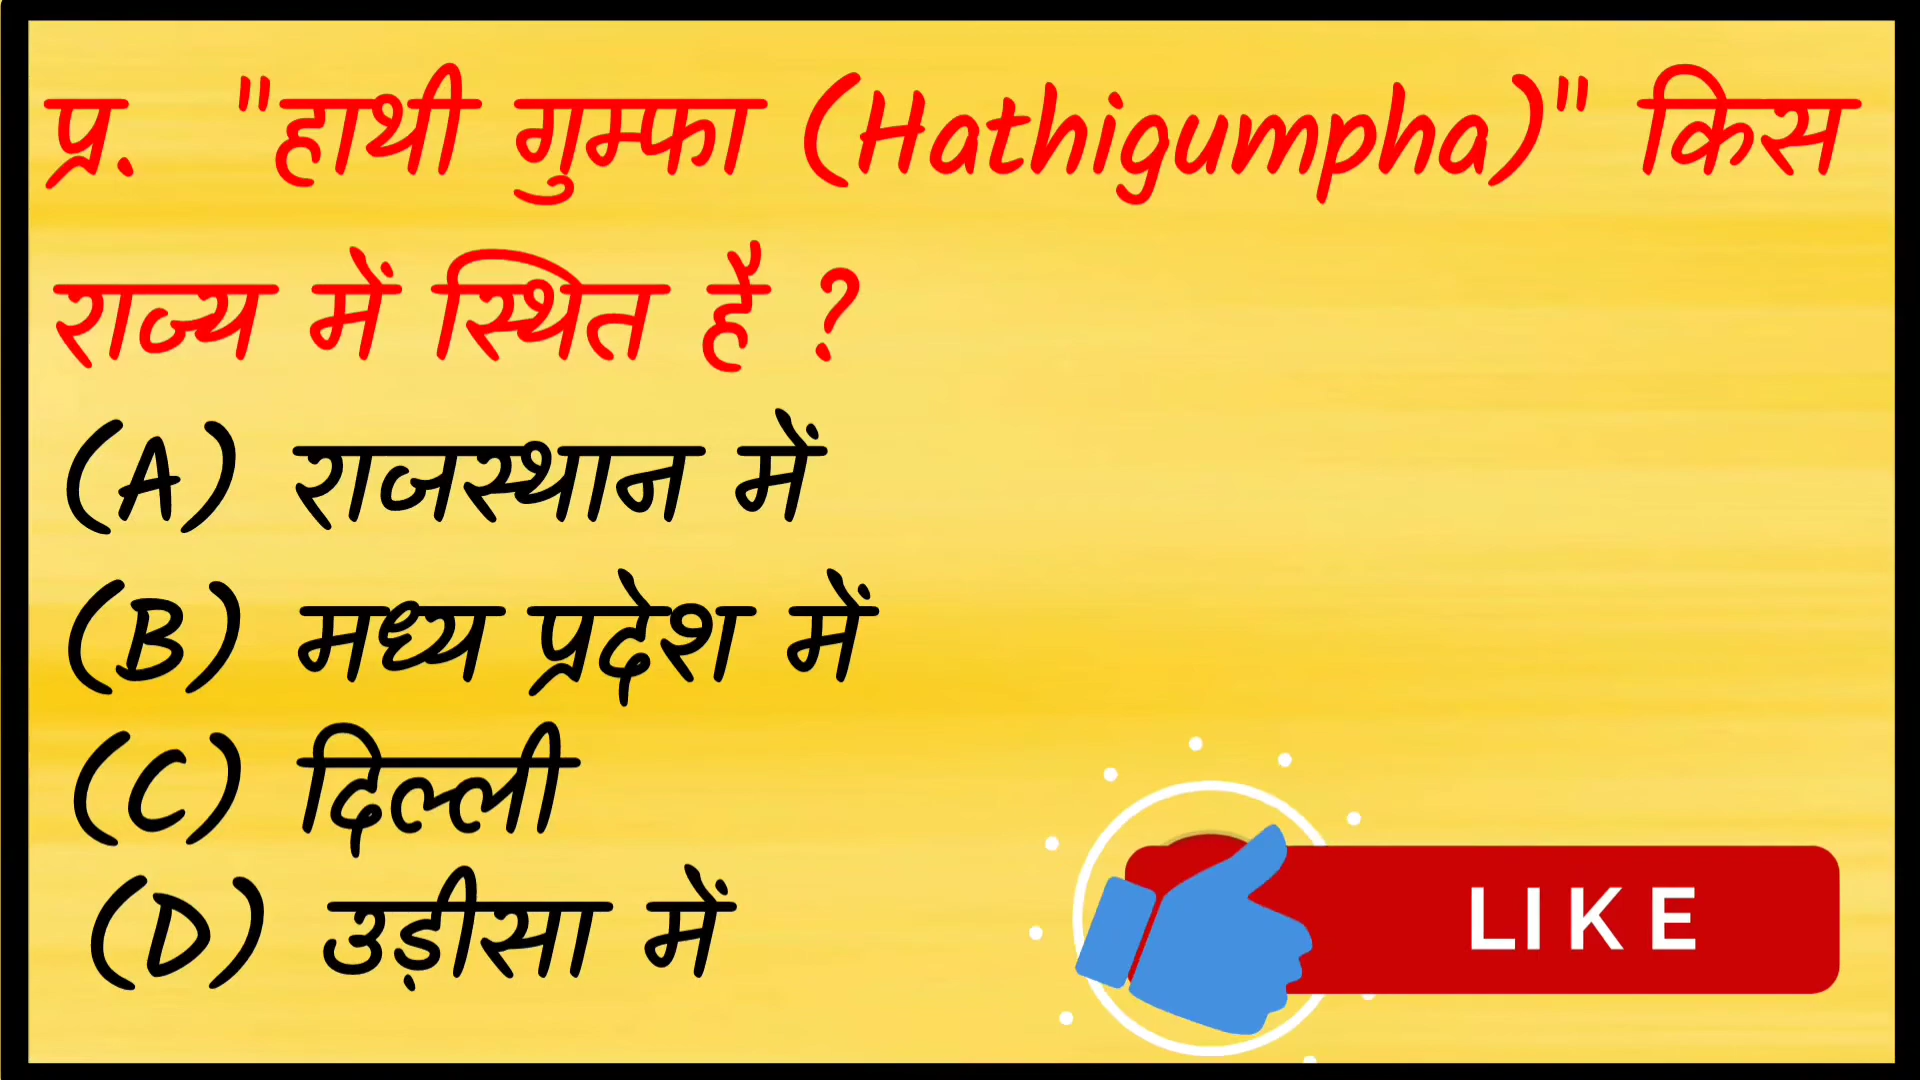 प्र. "हाथी गुम्फा (Hathigumpha)" किस
राज्य में स्थित है ?
(A) राजस्थान में
(B) मध्य प्रदेश में
(C) दिल्ली
(D) उड़ीसा में
LIKE